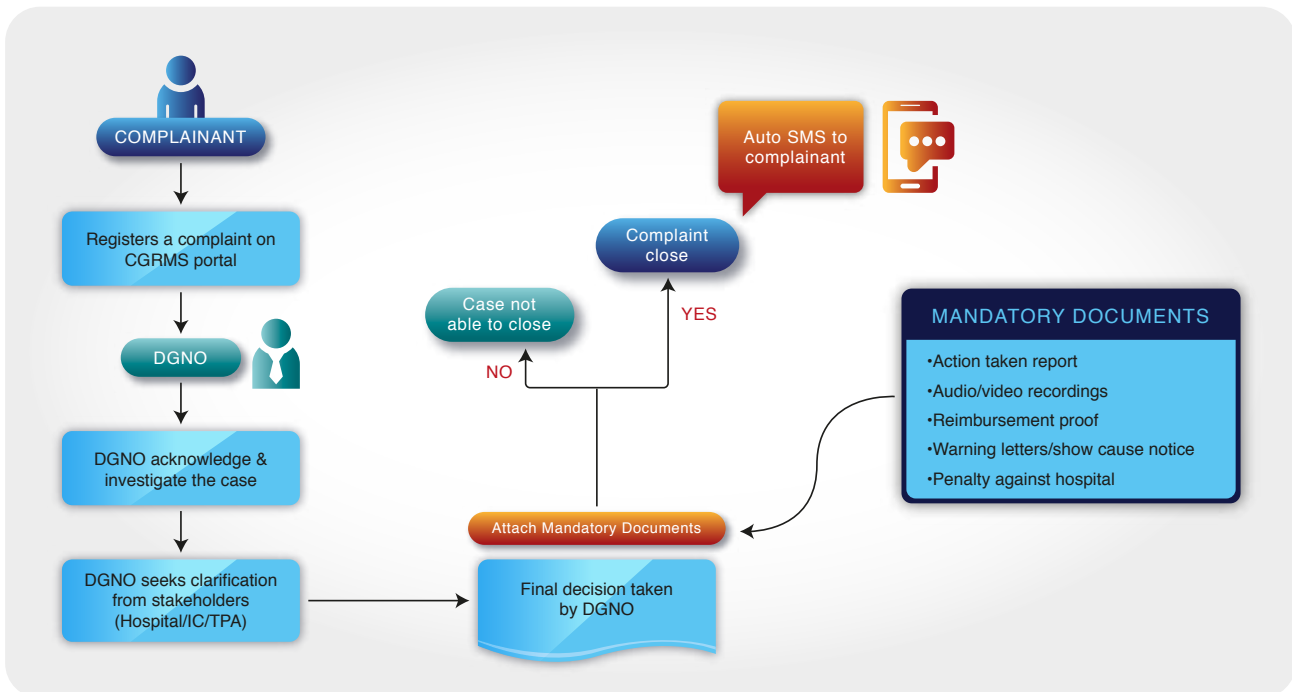 COMPLAINANT
Registers a complaint on
CGRMS portal
DGNO
DGNO acknowledge &
investigate the case
DGNO seeks clarification
from stakeholders
(Hospital/IC/TPA)
Final decision taken
by DGNO
Attach Mandatory Documents
NO
Case not
able to close
YES
Complaint
close
Auto SMS to
complainant
MANDATORY DOCUMENTS
•Action taken report
•Audio/video recordings
•Reimbursement proof
•Warning letters/show cause notice
•Penalty against hospital